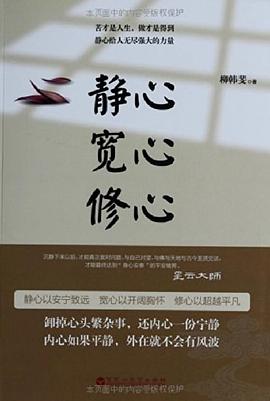 本页面中的内容受版权保护
苦才是人生，做才是得到
静心给人无尽强大的力量
柳韩斐 著
静心
宽心
修心
星云大师
静心以安宁致远 宽心以开阔胸怀 修心以超越平凡
卸掉心头繁杂事，还内心一份宁静
内心如果平静，外在就不会有风波
本页面中的内容受版权保护